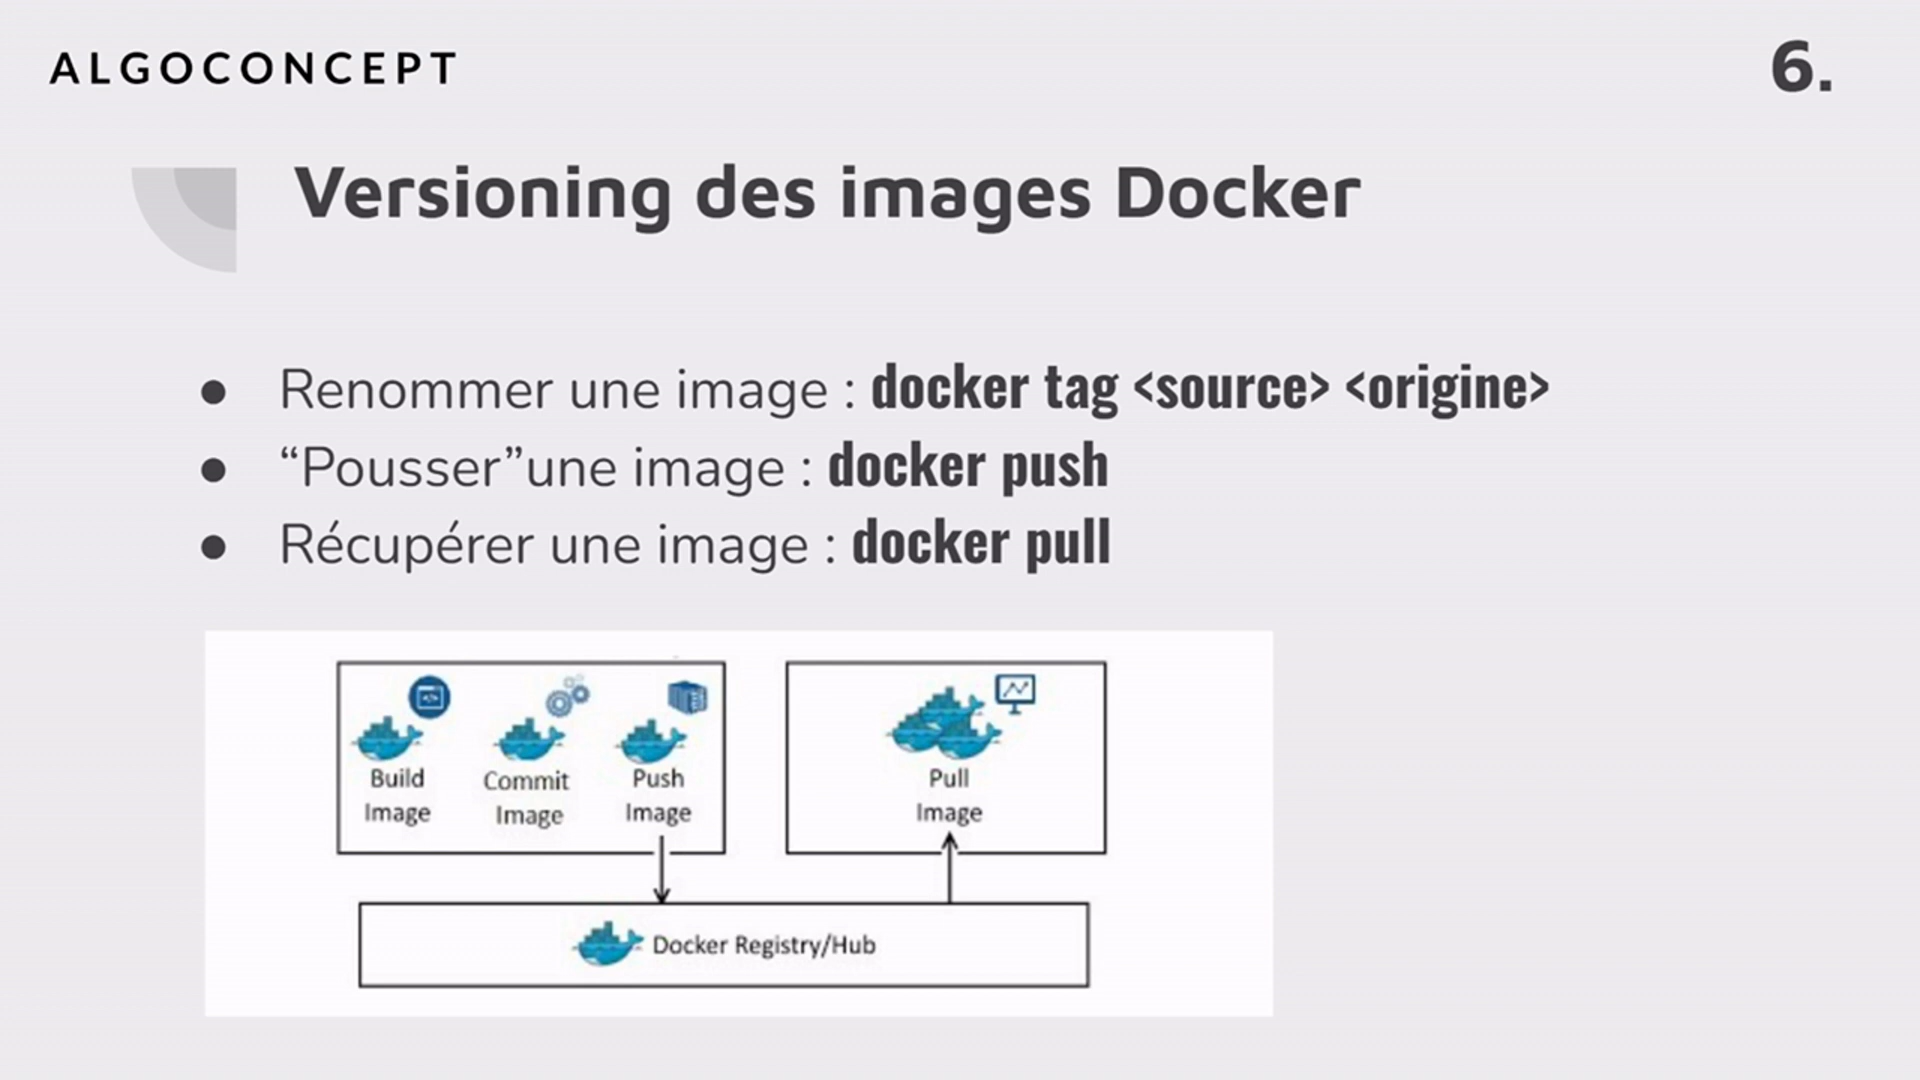 ALGOCONCEPT
6.
Versioning des images Docker
● Renommer une image : docker tag <source> <origine>
● “Pousser”une image : docker push
● Récupérer une image : docker pull
Build Image
Commit Image
Push Image
Pull Image
Docker Registry/Hub